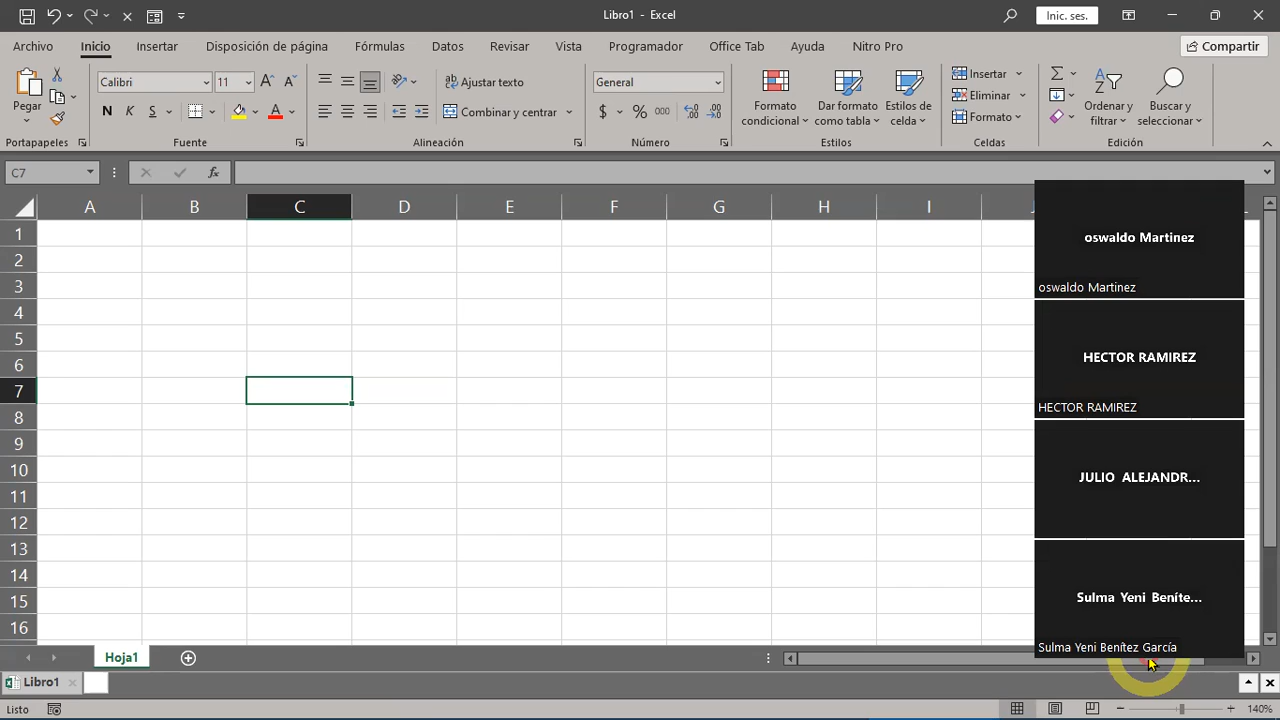 Libro1 - Excel
Inic. ses.
Archivo Inicio Insertar Disposición de página Fórmulas Datos Revisar Vista Programador Office Tab Ayuda Nitro Pro Compartir
Pegar
Calibri 11
N K S
Ajustar texto
Combinar y centrar
General
$ % 000
Formato condicional
Dar formato como tabla
Estilos de celda
Insertar
Eliminar
Formato
Ordenar y filtrar
Buscar y seleccionar
Portapapeles Fuente Alineación Número Estilos Celdas Edición
C7 fx
A B C D E F G H I
1
2
3
4
5
6
7
8
9
10
11
12
13
14
15
16
oswaldo Martinez
oswaldo Martinez
HECTOR RAMIREZ
HECTOR RAMIREZ
JULIO ALEJANDR...
Sulma Yeni Beníte...
Sulma Yeni Benítez García
Hoja1
Libro1
Listo 140%